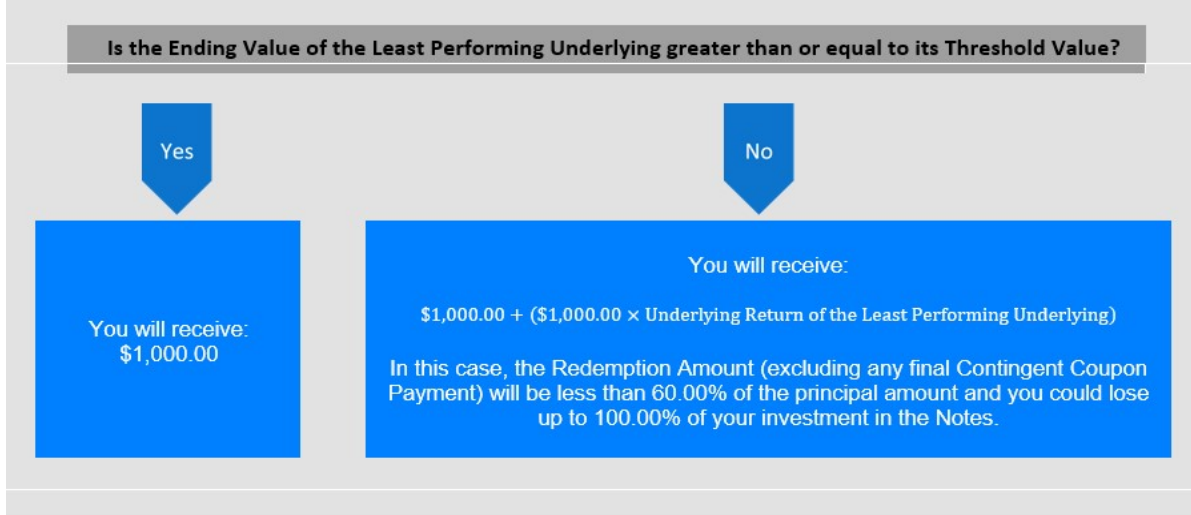 Is the Ending Value of the Least Performing Underlying greater than or equal to its Threshold Value?
Yes
No
You will receive:
$1,000.00
You will receive:
$1,000.00 + ($1,000.00 × Underlying Return of the Least Performing Underlying)
In this case, the Redemption Amount (excluding any final Contingent Coupon
Payment) will be less than 60.00% of the principal amount and you could lose
up to 100.00% of your investment in the Notes.